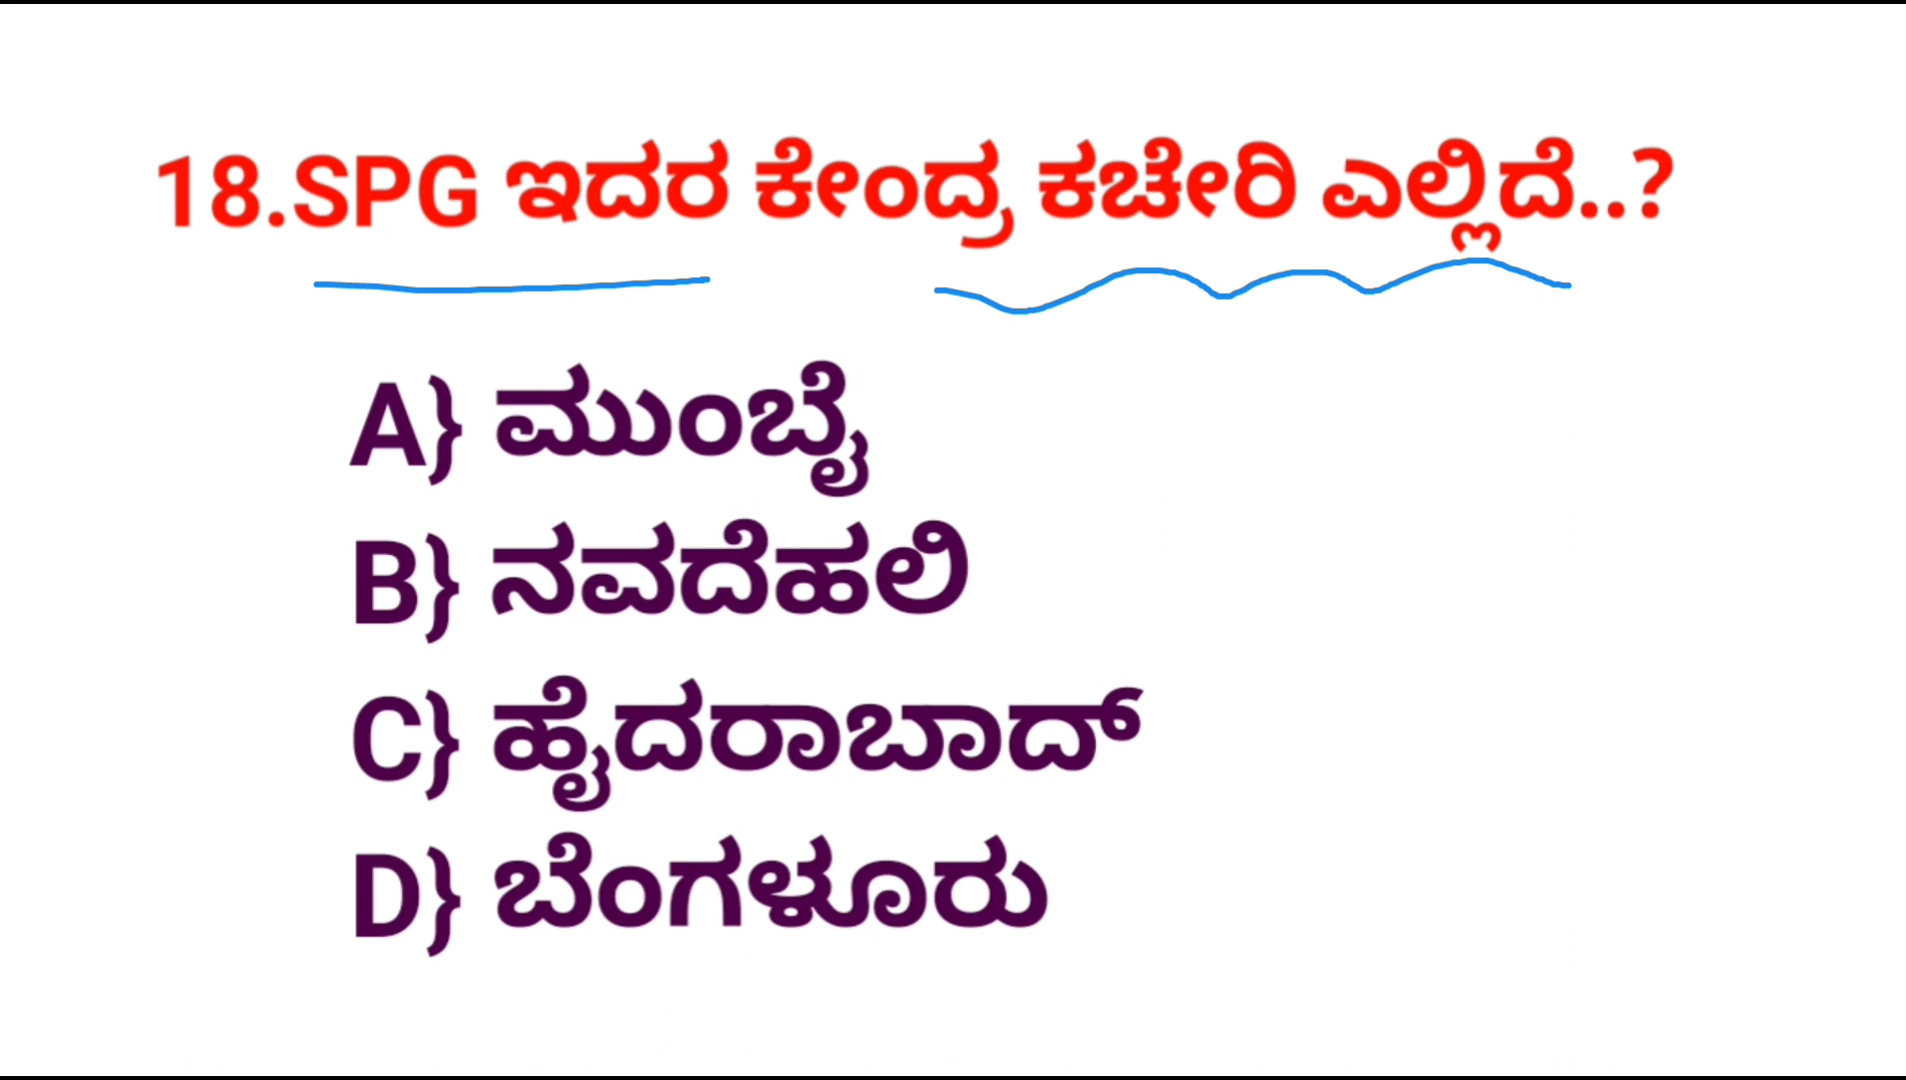 18.SPG ಇದರ ಕೇಂದ್ರ ಕಚೇರಿ ಎಲ್ಲಿದೆ..?
A} ಮುಂಬೈ
B} ನವದೆಹಲಿ
C} ಹೈದರಾಬಾದ್
D} ಬೆಂಗಳೂರು